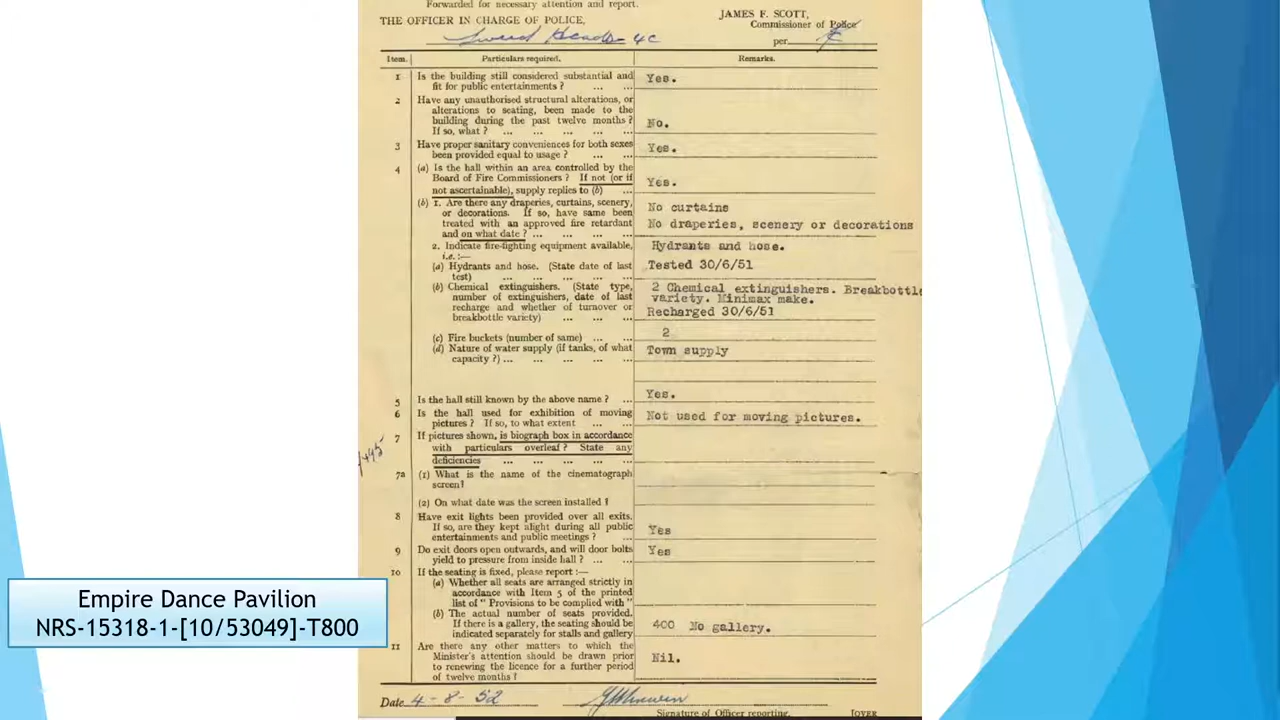 Forwarded for necessary attention and report.
THE OFFICER IN CHARGE OF POLICE,
JAMES F. SCOTT,
Commissioner of Police
Tweed Heads 4C
per
Item.
Particulars required.
Remarks.
1 Is the building still considered substantial and
fit for public entertainments ? ... ...
Yes.
2 Have any unauthorised structural alterations, or
alterations to seating, been made to the
building during the past twelve months ?
If so, what ? ... ... ... ... ...
No.
3 Have proper sanitary conveniences for both sexes
been provided equal to usage ? ... ...
Yes.
4 (a) Is the hall within an area controlled by the
Board of Fire Commissioners ? If not (or if
not ascertainable), supply replies to (b) ...
Yes.
(b) 1. Are there any draperies, curtains, scenery,
or decorations. If so, have same been
treated with an approved fire retardant
and on what date ? ... ... ... ...
No curtains
No draperies, scenery or decorations
2. Indicate fire-fighting equipment available,
i.e. :—
Hydrants and hose.
(a) Hydrants and hose. (State date of last
test) ... ... ... ... ...
Tested 30/6/51
(b) Chemical extinguishers. (State type,
number of extinguishers, date of last
recharge and whether of turnover or
breakbottle variety) ... ... ...
2 Chemical extinguishers. Breakbottle
variety. Minimax make.
Recharged 30/6/51
(c) Fire buckets (number of same) ... ...
2
(d) Nature of water supply (if tanks, of what
capacity ?) ... ... ... ... ...
Town supply
5 Is the hall still known by the above name ? ...
Yes.
6 Is the hall used for exhibition of moving
pictures ? If so, to what extent ... ...
Not used for moving pictures.
7 If pictures shown, is biograph box in accordance
with particulars overleaf ? State any
deficiencies ... ... ... ... ...
7a (1) What is the name of the cinematograph
screen?
(2) On what date was the screen installed ?
8 Have exit lights been provided over all exits.
If so, are they kept alight during all public
entertainments and public meetings ? ...
Yes
9 Do exit doors open outwards, and will door bolts
yield to pressure from inside hall ? ... ...
Yes
10 If the seating is fixed, please report :—
(a) Whether all seats are arranged strictly in
accordance with Item 5 of the printed
list of " Provisions to be complied with "
(b) The actual number of seats provided.
If there is a gallery, the seating should be
indicated separately for stalls and gallery
400 No gallery.
11 Are there any other matters to which the
Minister's attention should be drawn prior
to renewing the licence for a further period
of twelve months ?
Nil.
Date 4-8-52
Signature of Officer reporting.
[OVER
Empire Dance Pavilion
NRS-15318-1-[10/53049]-T800